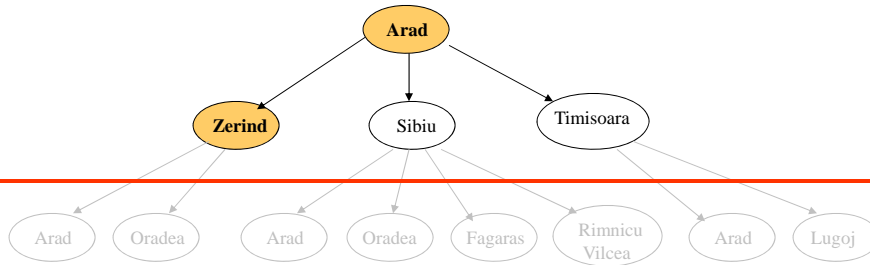 Arad
Zerind
Sibiu
Timisoara
Arad
Oradea
Arad
Oradea
Fagaras
Rimnicu
Vilcea
Arad
Lugoj